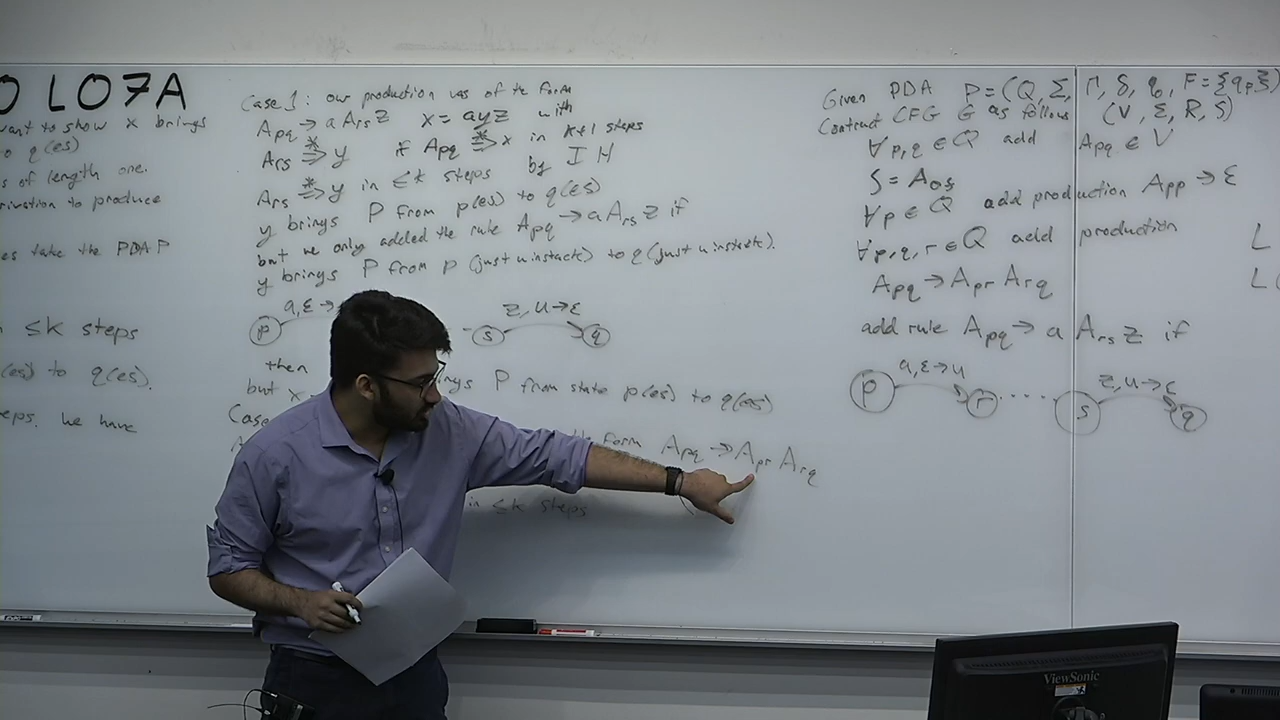 O LO7A
want to show x brings
o q(es)
s of length one.
rivation to produce
es take the PDA P
≤k steps
(es) to q(es).
eps. we have
Case 1: our production was of the form
Apq → a Ars z x = ayz with
Ars ⇒* y if Apq ⇒* x in k+1 steps
Ars ⇒* y in ≤k steps by IH
y brings P from p(es) to q(es)
but we only added the rule Apq → a Ars z if
y brings P from p (just u in stack) to q (just u in stack).
p a, ε → s z, u → ε q
then
but x ngs P from state p(es) to q(es)
Cas
the form Apq → Apr Arq
in ≤k steps
Given PDA P = (Q, Σ, Γ, δ, q0, F = {qF})
Construct CFG G as follows (V, Σ, R, S)
∀p,q ∈ Q add Apq ∈ V
S = A0f
∀p ∈ Q add production App → ε
∀p,q,r ∈ Q add production
Apq → Apr Arq
add rule Apq → a Ars z if
p a, ε → u r ..... s z, u → ε q
L
L(
ViewSonic